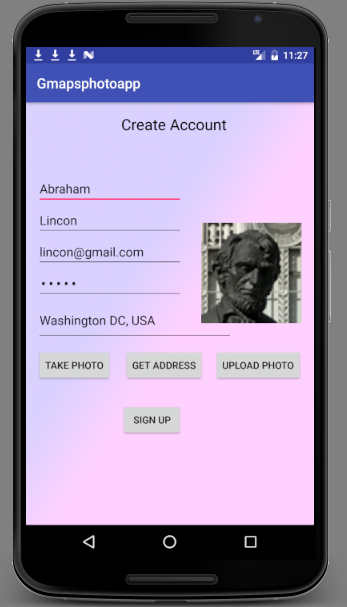 LTE 11:27
Gmapsphotoapp
Create Account
Abraham
Lincon
lincon@gmail.com
•••••
Washington DC, USA
TAKE PHOTO GET ADDRESS UPLOAD PHOTO
SIGN UP